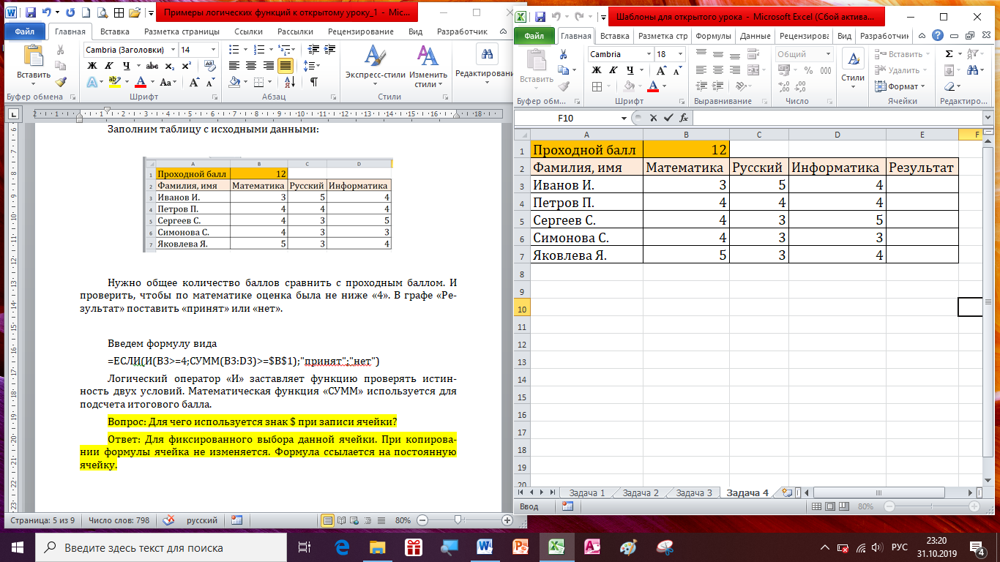 Примеры логических функций к открытому уроку_1 - Mic...
Файл Главная Вставка Разметка страницы Ссылки Рассылки Рецензирование Вид Разработчик
Вставить
Cambria (Заголовки) 14
Экспресс-стили
Изменить стили
Редактировани
Буфер обмена Шрифт Абзац Стили
Заполним таблицу с исходными данными:
A B C D
1 Проходной балл 12
2 Фамилия, имя Математика Русский Информатика
3 Иванов И. 3 5 4
4 Петров П. 4 4 4
5 Сергеев С. 4 3 5
6 Симонова С. 4 3 3
7 Яковлева Я. 5 3 4
Нужно общее количество баллов сравнить с проходным баллом. И
проверить, чтобы по математике оценка была не ниже «4». В графе «Ре-
зультат» поставить «принят» или «нет».
Введем формулу вида
=ЕСЛИ(И(B3>=4;СУММ(B3:D3)>=$B$1);"принят";"нет")
Логический оператор «И» заставляет функцию проверять истин-
ность двух условий. Математическая функция «СУММ» используется для
подсчета итогового балла.
Вопрос: Для чего используется знак $ при записи ячейки?
Ответ: Для фиксированного выбора данной ячейки. При копирова-
нии формулы ячейка не изменяется. Формула ссылается на постоянную
ячейку.
Страница: 5 из 9 Число слов: 798 русский 80%
Шаблоны для открытого урока - Microsoft Excel (Сбой актива...
Файл Главная Вставка Разметка стр Формулы Данные Рецензирова Вид Разработчик
Вставить
Cambria 18
Общий
Стили
Вставить
Удалить
Формат
Буфер обм... Шрифт Выравнивание Число Ячейки Редактиро...
F10 fx
A B C D E F
1 Проходной балл 12
2 Фамилия, имя Математика Русский Информатика Результат
3 Иванов И. 3 5 4
4 Петров П. 4 4 4
5 Сергеев С. 4 3 5
6 Симонова С. 4 3 3
7 Яковлева Я. 5 3 4
8
9
10
11
12
13
14
15
16
17
18
19
20
Задача 1 Задача 2 Задача 3 Задача 4
Ввод 80%
Введите здесь текст для поиска
РУС
23:20
31.10.2019
4